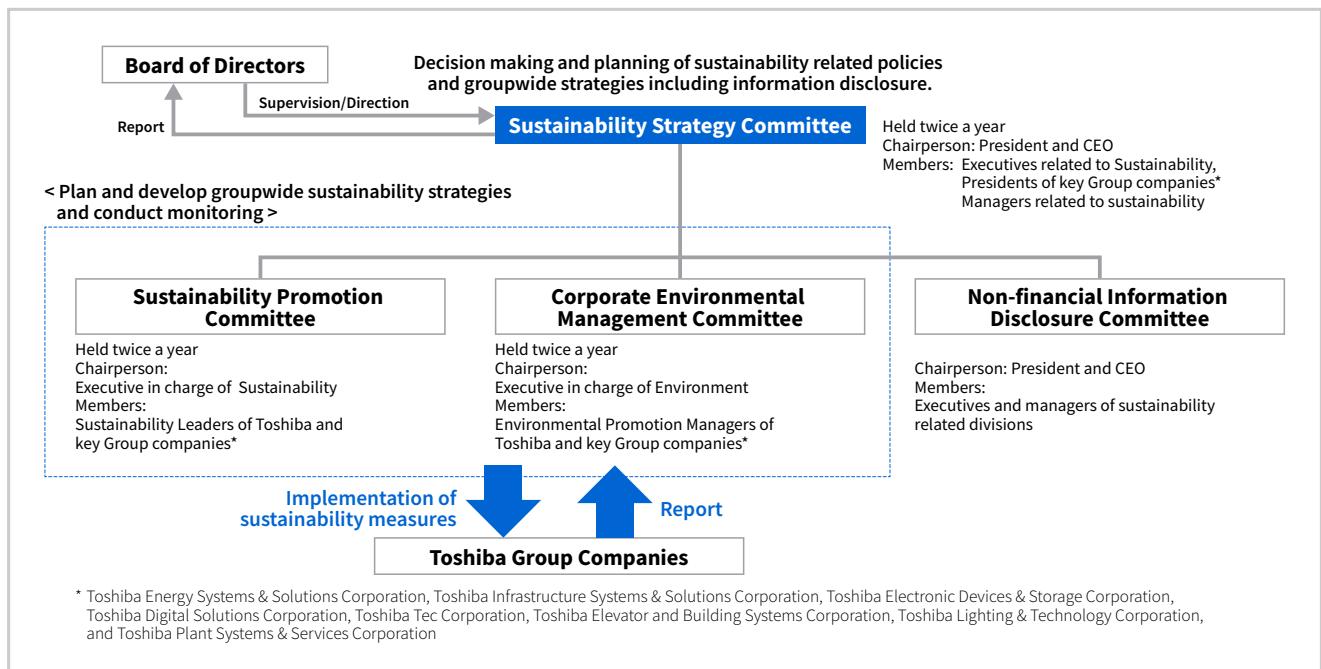 Board of Directors
Decision making and planning of sustainability related policies
and groupwide strategies including information disclosure.
Supervision/Direction
Report
Sustainability Strategy Committee
Held twice a year
Chairperson: President and CEO
Members: Executives related to Sustainability,
Presidents of key Group companies*
Managers related to sustainability
< Plan and develop groupwide sustainability strategies
and conduct monitoring >
Sustainability Promotion
Committee
Held twice a year
Chairperson:
Executive in charge of Sustainability
Members:
Sustainability Leaders of Toshiba and
key Group companies*
Corporate Environmental
Management Committee
Held twice a year
Chairperson:
Executive in charge of Environment
Members:
Environmental Promotion Managers of
Toshiba and key Group companies*
Non-financial Information
Disclosure Committee
Chairperson: President and CEO
Members:
Executives and managers of sustainability
related divisions
Implementation of
sustainability measures
Report
Toshiba Group Companies
* Toshiba Energy Systems & Solutions Corporation, Toshiba Infrastructure Systems & Solutions Corporation, Toshiba Electronic Devices & Storage Corporation,
Toshiba Digital Solutions Corporation, Toshiba Tec Corporation, Toshiba Elevator and Building Systems Corporation, Toshiba Lighting & Technology Corporation,
and Toshiba Plant Systems & Services Corporation